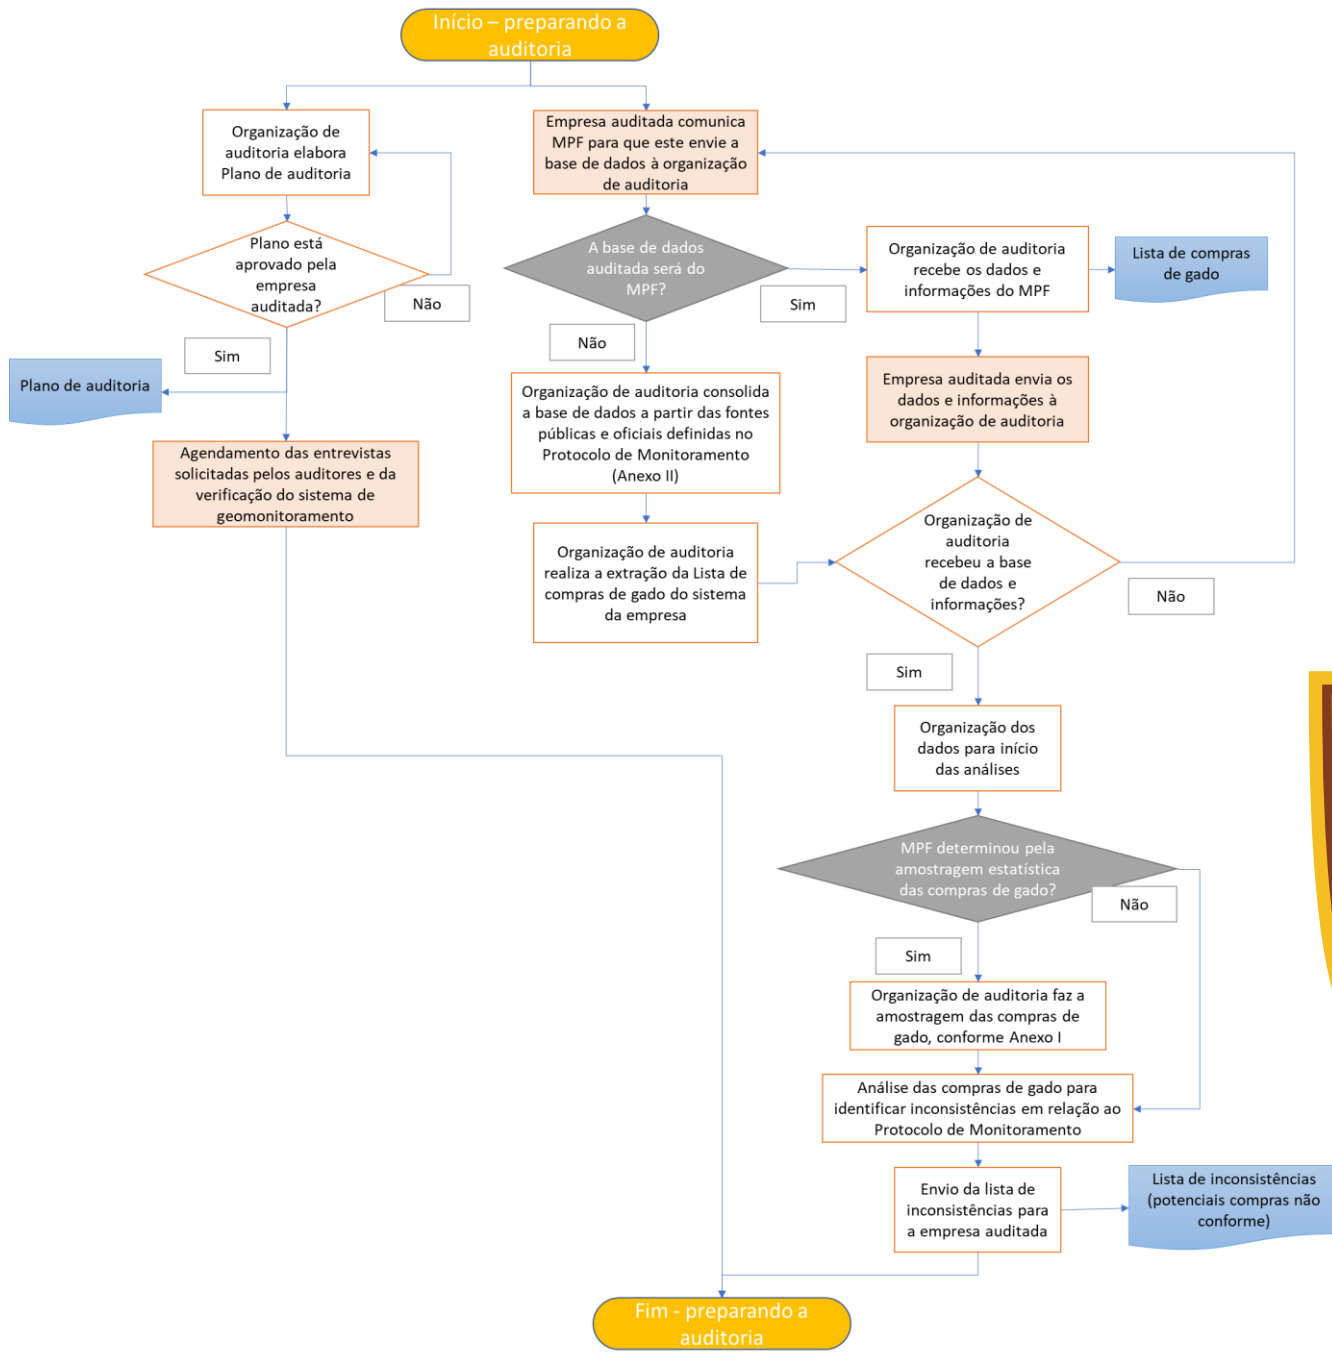 Início – preparando a
auditoria
Organização de
auditoria elabora
Plano de auditoria
Empresa auditada comunica
MPF para que este envie a
base de dados à organização
de auditoria
Plano está
aprovado pela
empresa
auditada?
Não
Sim
Plano de auditoria
Agendamento das entrevistas
solicitadas pelos auditores e da
verificação do sistema de
geomonitoramento
A base de dados
auditada será do
MPF?
Sim
Não
Organização de auditoria
recebe os dados e
informações do MPF
Lista de compras
de gado
Empresa auditada envia os
dados e informações à
organização de auditoria
Organização de auditoria consolida
a base de dados a partir das fontes
públicas e oficiais definidas no
Protocolo de Monitoramento
(Anexo II)
Organização de auditoria
realiza a extração da Lista de
compras de gado do sistema
da empresa
Organização de
auditoria
recebeu a base
de dados e
informações?
Não
Sim
Organização dos
dados para início
das análises
MPF determinou pela
amostragem estatística
das compras de gado?
Não
Sim
Organização de auditoria faz a
amostragem das compras de
gado, conforme Anexo I
Análise das compras de gado para
identificar inconsistências em relação ao
Protocolo de Monitoramento
Envio da lista de
inconsistências para
a empresa auditada
Lista de inconsistências
(potenciais compras não
conforme)
Fim - preparando a
auditoria